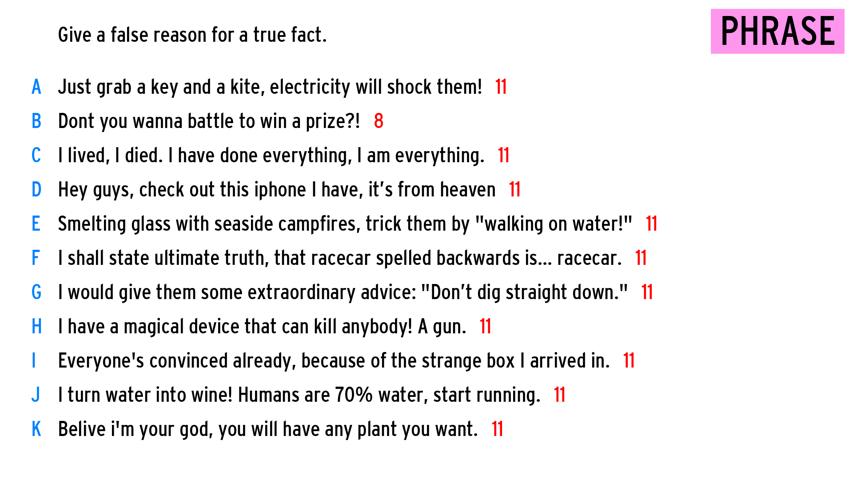 Give a false reason for a true fact.
PHRASE
A Just grab a key and a kite, electricity will shock them! 11
B Dont you wanna battle to win a prize?! 8
C I lived, I died. I have done everything, I am everything. 11
D Hey guys, check out this iphone I have, it's from heaven 11
E Smelting glass with seaside campfires, trick them by "walking on water!" 11
F I shall state ultimate truth, that racecar spelled backwards is... racecar. 11
G I would give them some extraordinary advice: "Don't dig straight down." 11
H I have a magical device that can kill anybody! A gun. 11
I Everyone's convinced already, because of the strange box I arrived in. 11
J I turn water into wine! Humans are 70% water, start running. 11
K Belive i'm your god, you will have any plant you want. 11